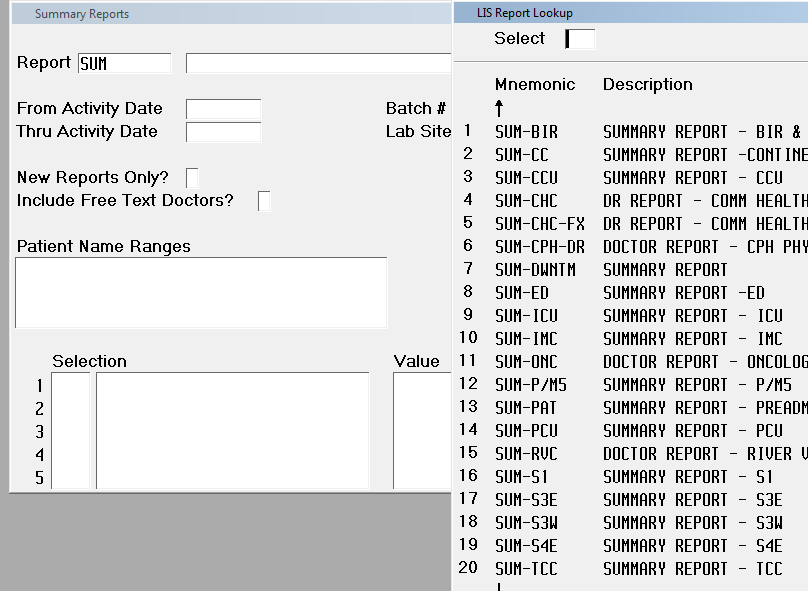 Summary Reports
Report SUM
From Activity Date
Batch #
Thru Activity Date
Lab Site
New Reports Only?
Include Free Text Doctors?
Patient Name Ranges
Selection
Value
1
2
3
4
5
LIS Report Lookup
Select
Mnemonic Description
1 SUM-BIR SUMMARY REPORT - BIR &
2 SUM-CC SUMMARY REPORT -CONTINE
3 SUM-CCU SUMMARY REPORT - CCU
4 SUM-CHC DR REPORT - COMM HEALTH
5 SUM-CHC-FX DR REPORT - COMM HEALTH
6 SUM-CPH-DR DOCTOR REPORT - CPH PHY
7 SUM-DWNTM SUMMARY REPORT
8 SUM-ED SUMMARY REPORT -ED
9 SUM-ICU SUMMARY REPORT - ICU
10 SUM-IMC SUMMARY REPORT - IMC
11 SUM-ONC DOCTOR REPORT - ONCOLOG
12 SUM-P/M5 SUMMARY REPORT - P/M5
13 SUM-PAT SUMMARY REPORT - PREADM
14 SUM-PCU SUMMARY REPORT - PCU
15 SUM-RVC DOCTOR REPORT - RIVER V
16 SUM-S1 SUMMARY REPORT - S1
17 SUM-S3E SUMMARY REPORT - S3E
18 SUM-S3W SUMMARY REPORT - S3W
19 SUM-S4E SUMMARY REPORT - S4E
20 SUM-TCC SUMMARY REPORT - TCC